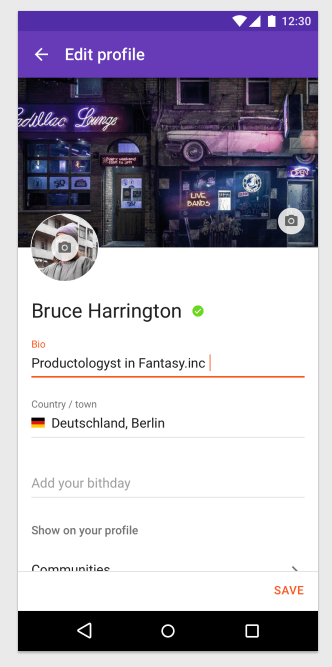 12:30
Edit profile
Cadillac Lounge
LIVE
BANDS
OPEN
Bruce Harrington
Bio
Productologyst in Fantasy.inc
Country / town
Deutschland, Berlin
Add your bithday
Show on your profile
Communities
SAVE